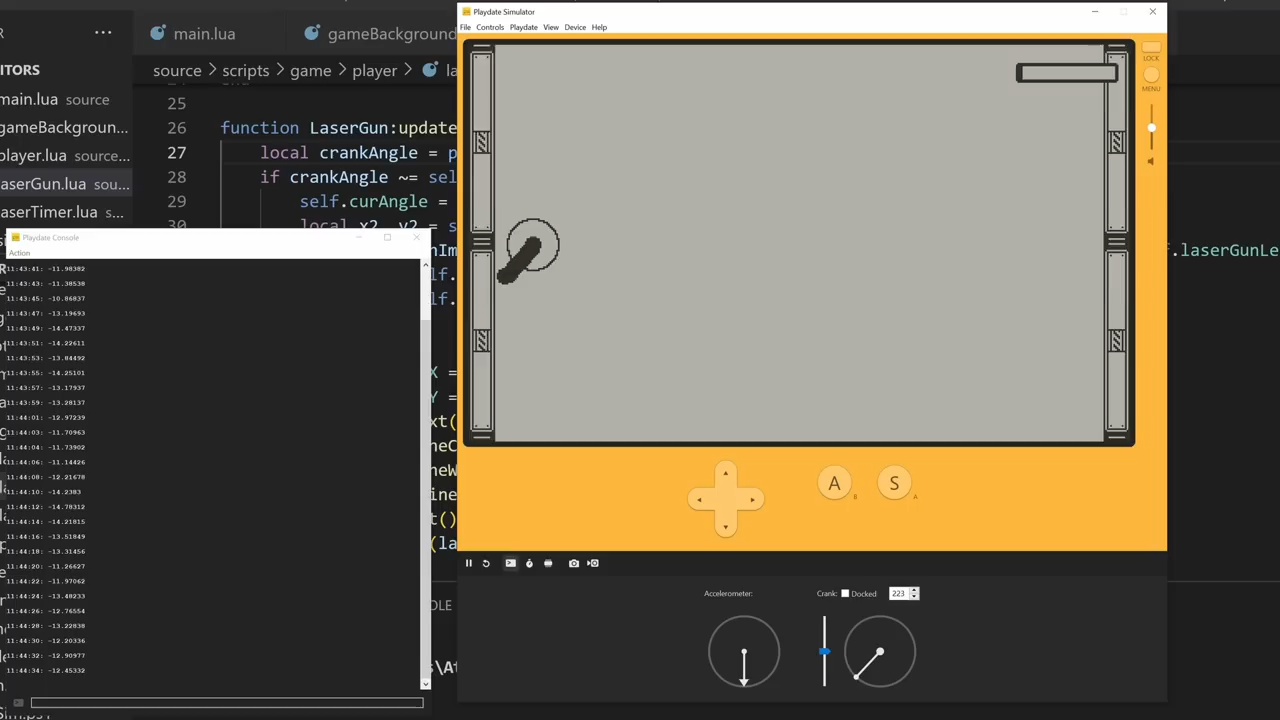 main.lua
gameBackground.
source > scripts > game > player >
ITORS
main.lua source
gameBackgroun...
player.lua source...
aserGun.lua sou...
aserTimer.lua s...
25
26 function LaserGun:update
27 local crankAngle = p
28 if crankAngle ~= sel
29 self.curAngle =
30 local x2, y2 = s
.laserGunLe
Playdate Console
Action
11:43:41: -11.98382
11:43:43: -11.38538
11:43:45: -10.86837
11:43:47: -13.19693
11:43:49: -14.47337
11:43:51: -14.22611
11:43:53: -13.84492
11:43:55: -14.25101
11:43:57: -13.17937
11:43:59: -13.28137
11:44:01: -12.97239
11:44:03: -11.70963
11:44:04: -11.73902
11:44:06: -11.14426
11:44:08: -12.21678
11:44:10: -14.2383
11:44:12: -14.78312
11:44:14: -14.21815
11:44:16: -13.51849
11:44:18: -13.31456
11:44:20: -11.26627
11:44:22: -11.97062
11:44:24: -13.48233
11:44:26: -12.76554
11:44:28: -13.22838
11:44:30: -12.20336
11:44:32: -12.90977
11:44:34: -12.45332
Playdate Simulator
File Controls Playdate View Device Help
LOCK
MENU
A B S A
Accelerometer:
Crank: Docked 223